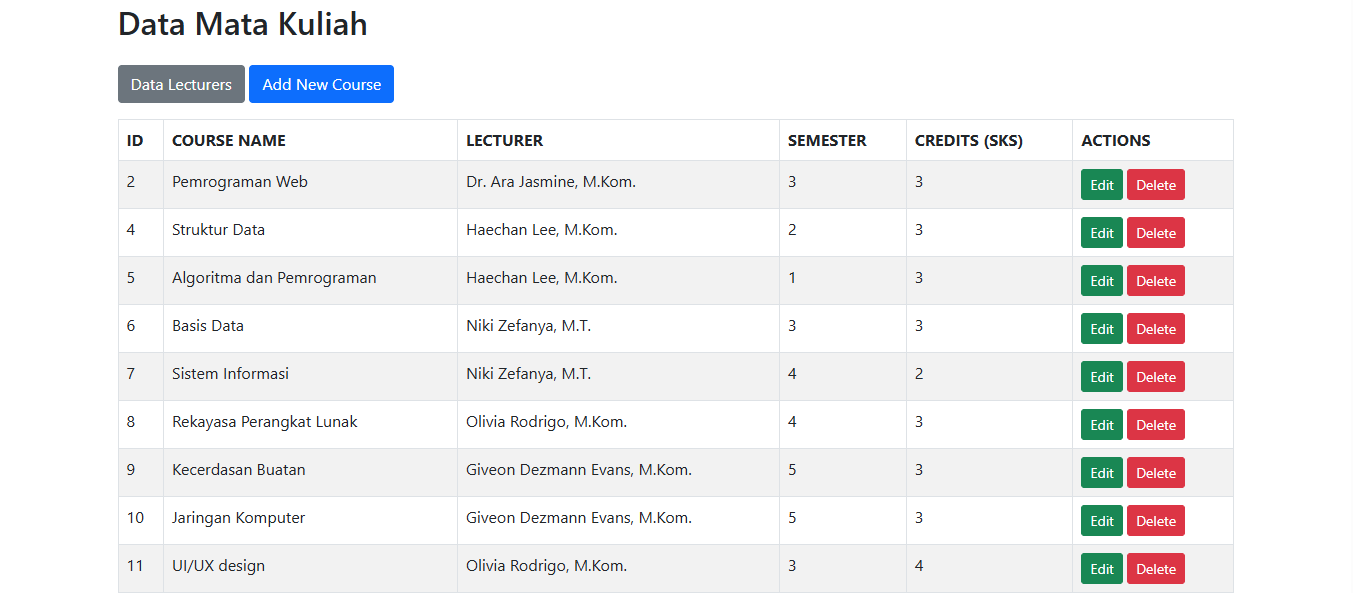 Data Mata Kuliah
Data Lecturers Add New Course
ID COURSE NAME LECTURER SEMESTER CREDITS (SKS) ACTIONS
2 Pemrograman Web Dr. Ara Jasmine, M.Kom. 3 3 Edit Delete
4 Struktur Data Haechan Lee, M.Kom. 2 3 Edit Delete
5 Algoritma dan Pemrograman Haechan Lee, M.Kom. 1 3 Edit Delete
6 Basis Data Niki Zefanya, M.T. 3 3 Edit Delete
7 Sistem Informasi Niki Zefanya, M.T. 4 2 Edit Delete
8 Rekayasa Perangkat Lunak Olivia Rodrigo, M.Kom. 4 3 Edit Delete
9 Kecerdasan Buatan Giveon Dezmann Evans, M.Kom. 5 3 Edit Delete
10 Jaringan Komputer Giveon Dezmann Evans, M.Kom. 5 3 Edit Delete
11 UI/UX design Olivia Rodrigo, M.Kom. 3 4 Edit Delete